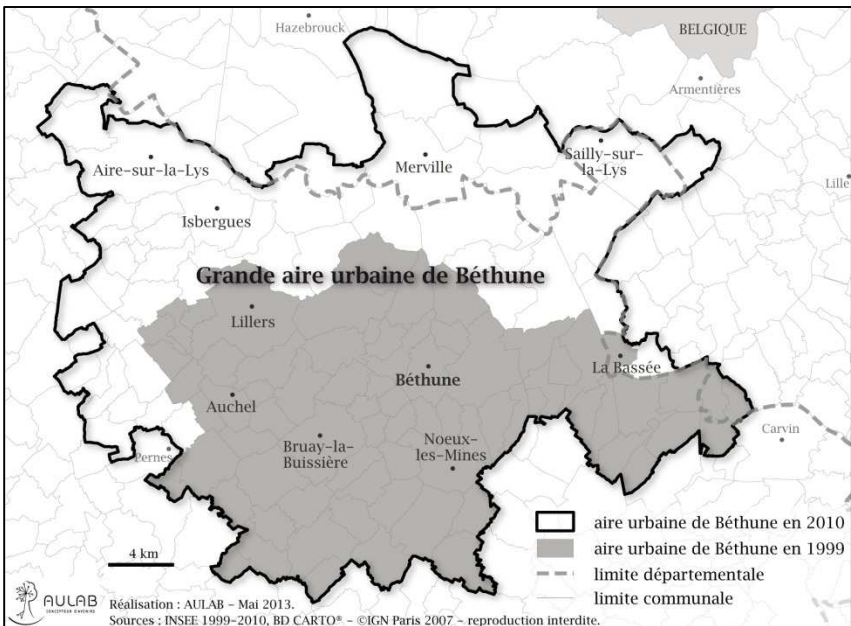 Hazebrouck
BELGIQUE
Armentières
Aire-sur-la-Lys
Merville
Sailly-sur-
la-Lys
Lille
Isbergues
Grande aire urbaine de Béthune
Lillers
La Bassée
Béthune
Auchel
Carvin
Bruay-la-
Buissière
Noeux-
les-Mines
Pernes
4 km
aire urbaine de Béthune en 2010
aire urbaine de Béthune en 1999
limite départementale
limite communale
AULAB
Réalisation : AULAB - Mai 2013.
Sources : INSEE 1999-2010, BD CARTO® - ©IGN Paris 2007 - reproduction interdite.